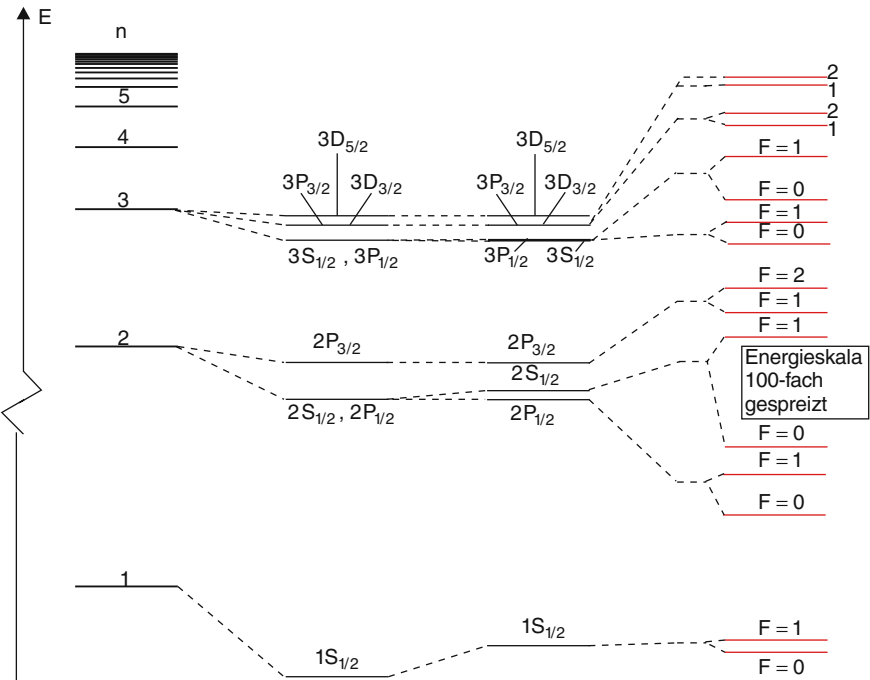 E
n
5
4
3
2
1
3D5/2
3P3/2 3D3/2
3S1/2 , 3P1/2
2P3/2
2S1/2 , 2P1/2
1S1/2
3D5/2
3P3/2 3D3/2
3P1/2 3S1/2
2P3/2
2S1/2
2P1/2
1S1/2
2
1
2
1
F = 1
F = 0
F = 1
F = 0
F = 2
F = 1
F = 1
Energieskala
100-fach
gespreizt
F = 0
F = 1
F = 0
F = 1
F = 0